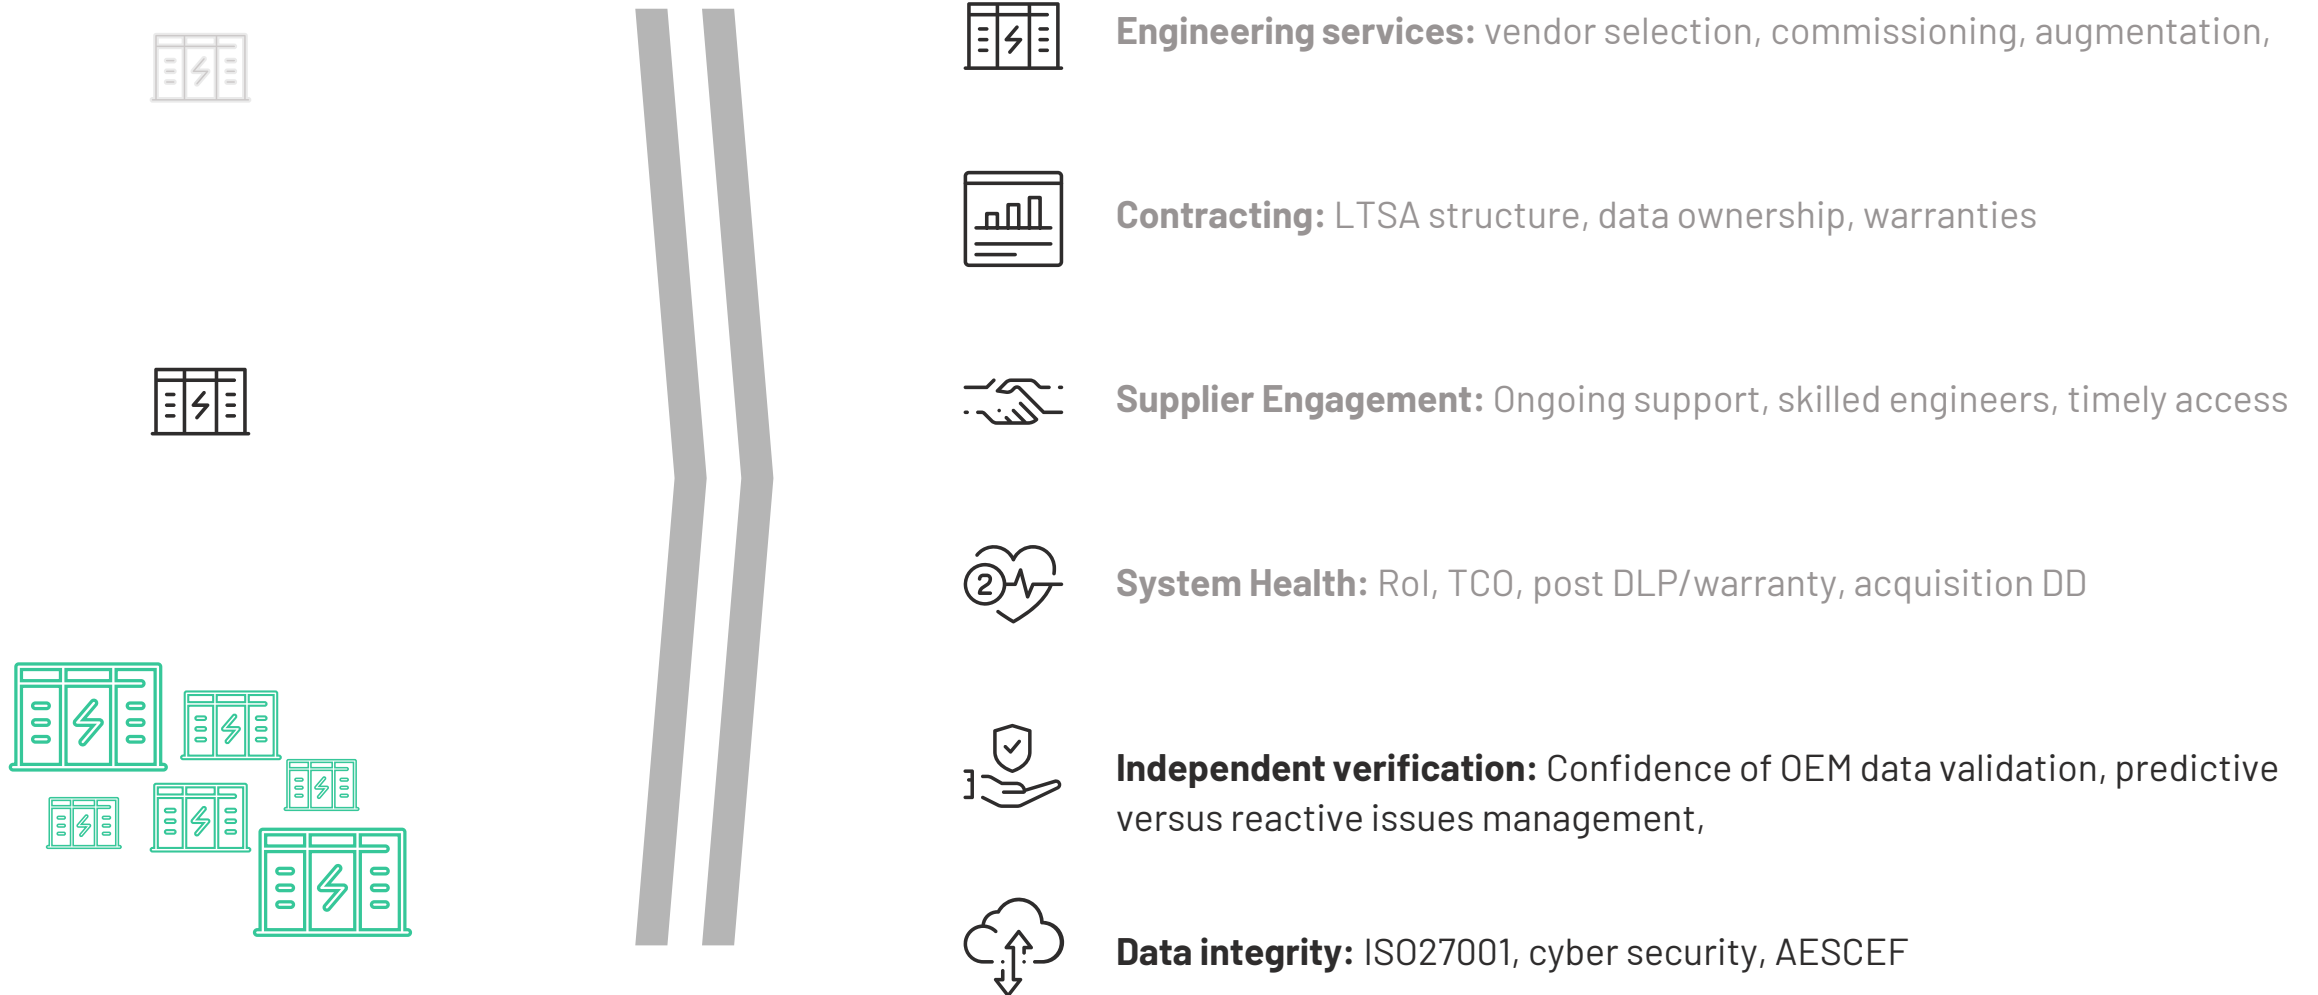 Engineering services: vendor selection, commissioning, augmentation,
Contracting: LTSA structure, data ownership, warranties
Supplier Engagement: Ongoing support, skilled engineers, timely access
2
System Health: RoI, TCO, post DLP/warranty, acquisition DD
Independent verification: Confidence of OEM data validation, predictive
versus reactive issues management,
Data integrity: ISO27001, cyber security, AESCEF